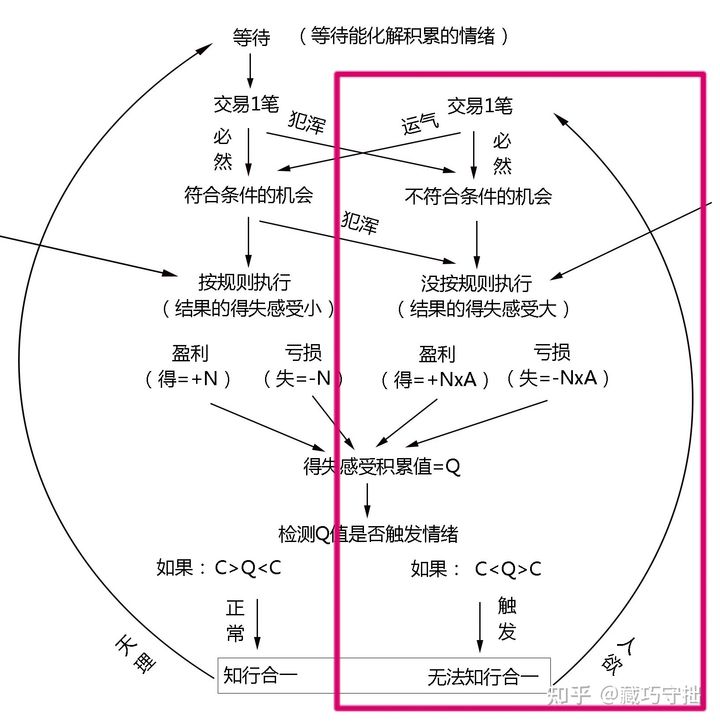 等待 （等待能化解积累的情绪）
交易1笔 交易1笔
必然 犯浑 运气 必然
符合条件的机会 不符合条件的机会
犯浑
按规则执行 没按规则执行
（结果的得失感受小） （结果的得失感受大）
盈利 亏损 盈利 亏损
（得=+N） （失=-N） （得=+NxA） （失=-NxA）
得失感受积累值=Q
检测Q值是否触发情绪
如果：C>Q<C 如果： C<Q>C
正常 触发
天理 人欲
知行合一 无法知行合一
知乎 @藏巧守拙